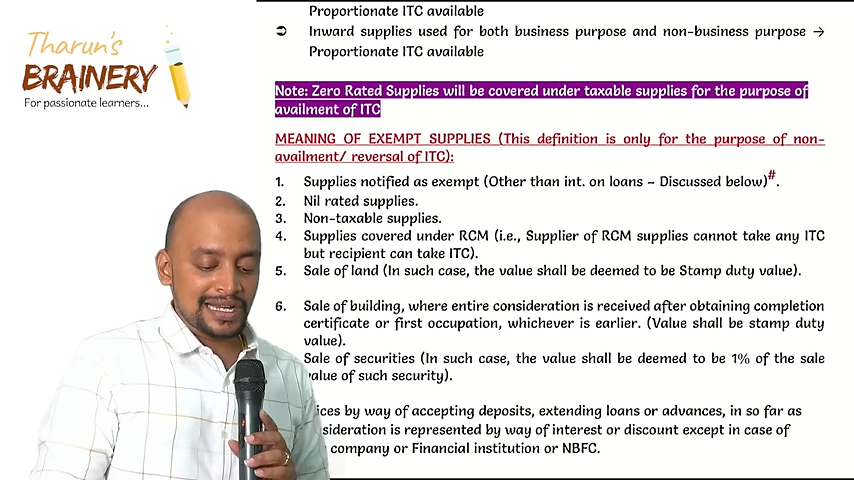 Proportionate ITC available
➲ Inward supplies used for both business purpose and non-business purpose →
Proportionate ITC available
Tharun's
BRAINERY
For passionate learners...
Note: Zero Rated Supplies will be covered under taxable supplies for the purpose of
availment of ITC
MEANING OF EXEMPT SUPPLIES (This definition is only for the purpose of non-
availment/ reversal of ITC):
1. Supplies notified as exempt (Other than int. on loans – Discussed below)#.
2. Nil rated supplies.
3. Non-taxable supplies.
4. Supplies covered under RCM (i.e., Supplier of RCM supplies cannot take any ITC
but recipient can take ITC).
5. Sale of land (In such case, the value shall be deemed to be Stamp duty value).
6. Sale of building, where entire consideration is received after obtaining completion
certificate or first occupation, whichever is earlier. (Value shall be stamp duty
value).
Sale of securities (In such case, the value shall be deemed to be 1% of the sale
value of such security).
by way of accepting deposits, extending loans or advances, in so far as
is represented by way of interest or discount except in case of
company or Financial institution or NBFC.